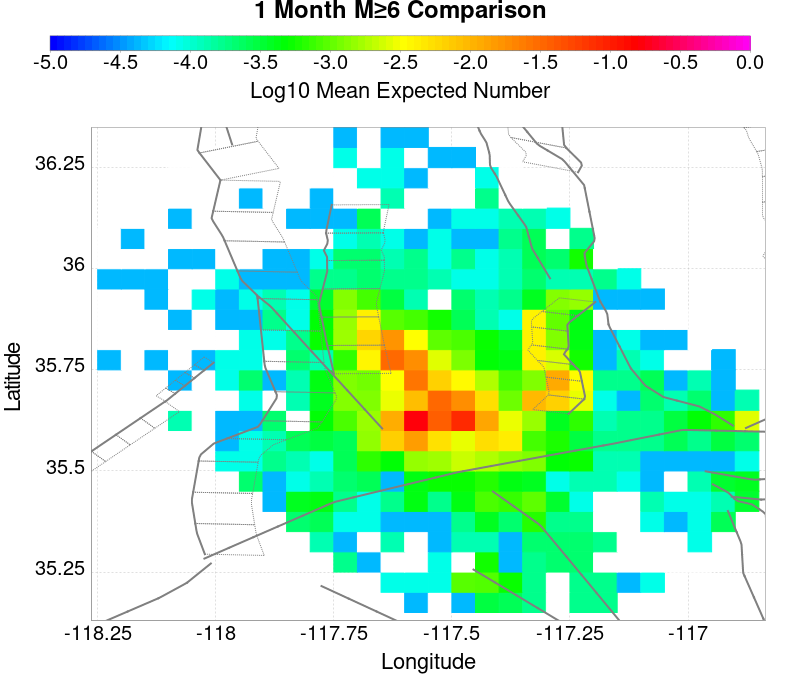 1 Month M≥6 Comparison
-5.0 -4.5 -4.0 -3.5 -3.0 -2.5 -2.0 -1.5 -1.0 -0.5 0.0
Log10 Mean Expected Number
36.25
36
35.75
Latitude
35.5
35.25
-118.25 -118 -117.75 -117.5 -117.25 -117
Longitude